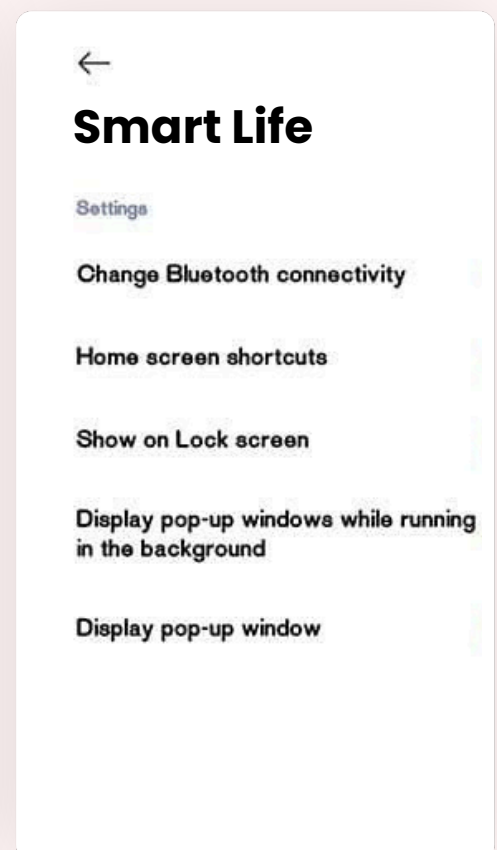 Smart Life
Settings
Change Bluetooth connectivity
Home screen shortcuts
Show on Lock screen
Display pop-up windows while running
in the background
Display pop-up window